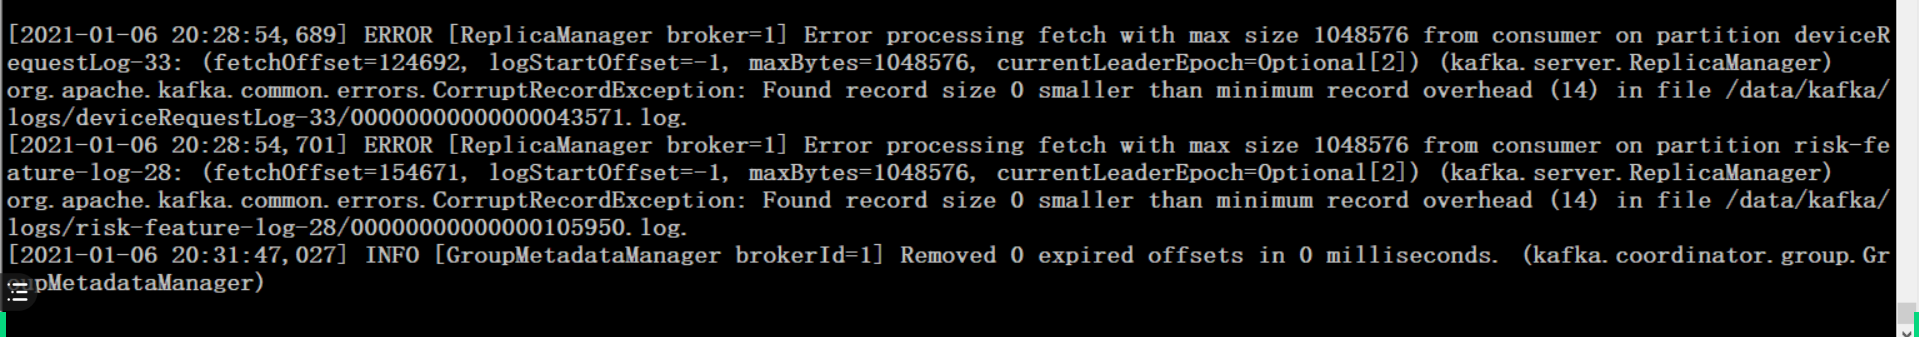 [2021-01-06 20:28:54,689] ERROR [ReplicaManager broker=1] Error processing fetch with max size 1048576 from consumer on partition deviceR
equestLog-33: (fetchOffset=124692, logStartOffset=-1, maxBytes=1048576, currentLeaderEpoch=Optional[2]) (kafka.server.ReplicaManager)
org.apache.kafka.common.errors.CorruptRecordException: Found record size 0 smaller than minimum record overhead (14) in file /data/kafka/
logs/deviceRequestLog-33/00000000000000043571.log.
[2021-01-06 20:28:54,701] ERROR [ReplicaManager broker=1] Error processing fetch with max size 1048576 from consumer on partition risk-fe
ature-log-28: (fetchOffset=154671, logStartOffset=-1, maxBytes=1048576, currentLeaderEpoch=Optional[2]) (kafka.server.ReplicaManager)
org.apache.kafka.common.errors.CorruptRecordException: Found record size 0 smaller than minimum record overhead (14) in file /data/kafka/
logs/risk-feature-log-28/00000000000000105950.log.
[2021-01-06 20:31:47,027] INFO [GroupMetadataManager brokerId=1] Removed 0 expired offsets in 0 milliseconds. (kafka.coordinator.group.Gr
oupMetadataManager)